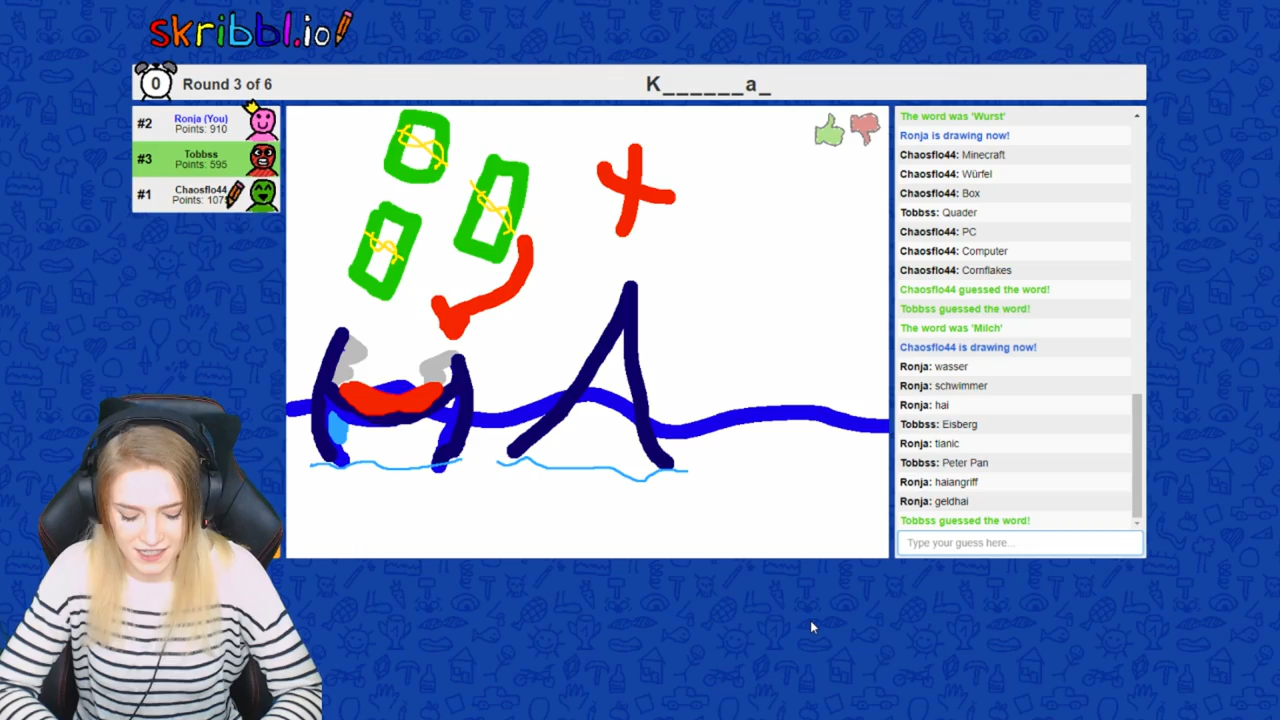 skribbl.io
0
Round 3 of 6
K______a_
#2
Ronja (You)
Points: 910
#3
Tobbss
Points: 595
#1
Chaosflo44
Points: 107
The word was 'Wurst'
Ronja is drawing now!
Chaosflo44: Minecraft
Chaosflo44: Würfel
Chaosflo44: Box
Tobbss: Quader
Chaosflo44: PC
Chaosflo44: Computer
Chaosflo44: Cornflakes
Chaosflo44 guessed the word!
Tobbss guessed the word!
The word was 'Milch'
Chaosflo44 is drawing now!
Ronja: wasser
Ronja: schwimmer
Ronja: hai
Tobbss: Eisberg
Ronja: tianic
Tobbss: Peter Pan
Ronja: haiangriff
Ronja: geldhai
Tobbss guessed the word!
Type your guess here...